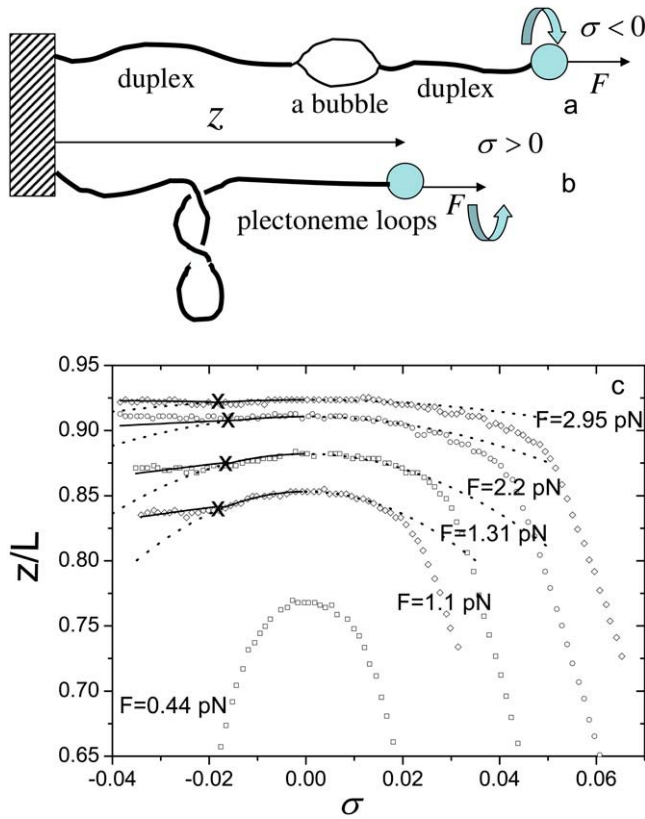 σ < 0
duplex
a bubble
duplex
F
a
z
σ > 0
b
F
plectoneme loops
c
0.95
0.90
0.85
0.80
0.75
0.70
0.65
z/L
F=2.95 pN
F=2.2 pN
F=1.31 pN
F=1.1 pN
F=0.44 pN
-0.04 -0.02 0.00 0.02 0.04 0.06
σ